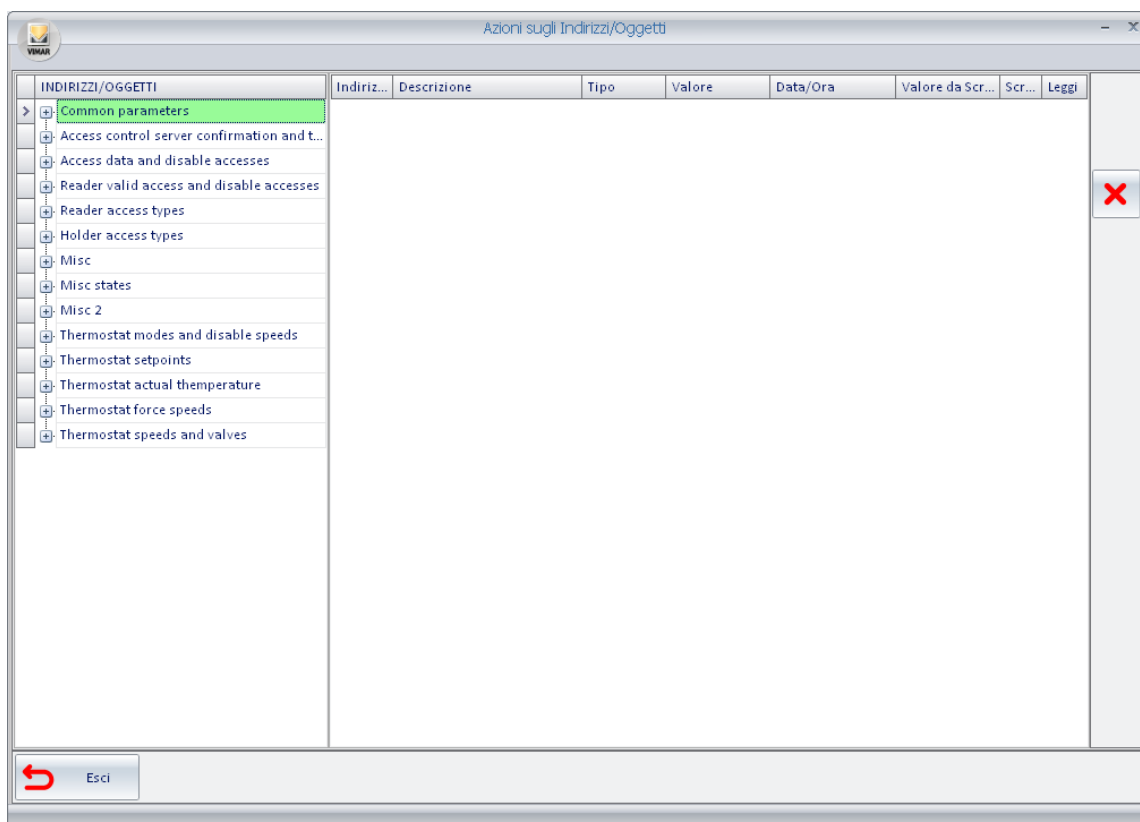 Azioni sugli Indirizzi/Oggetti
VIMAR
INDIRIZZI/OGGETTI
Indiriz... Descrizione Tipo Valore Data/Ora Valore da Scr... Scr... Leggi
Common parameters
Access control server confirmation and t...
Access data and disable accesses
Reader valid access and disable accesses
Reader access types
Holder access types
Misc
Misc states
Misc 2
Thermostat modes and disable speeds
Thermostat setpoints
Thermostat actual themperature
Thermostat force speeds
Thermostat speeds and valves
Esci